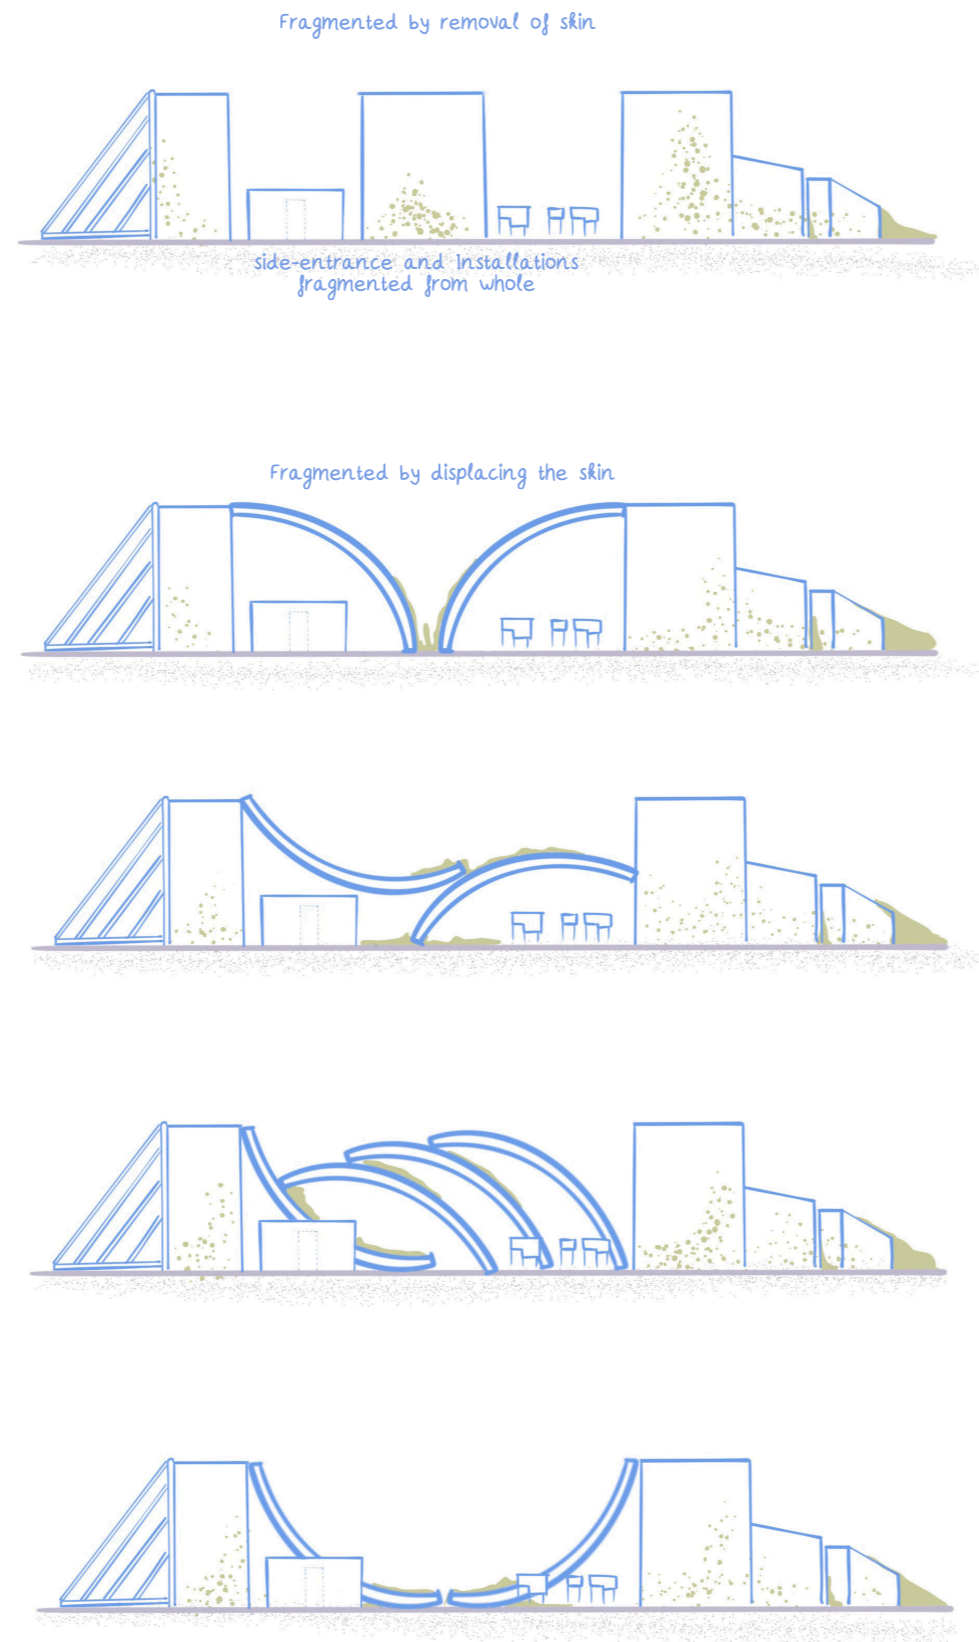 Fragmented by removal of skin
side-entrance and Installations
fragmented from whole
Fragmented by displacing the skin